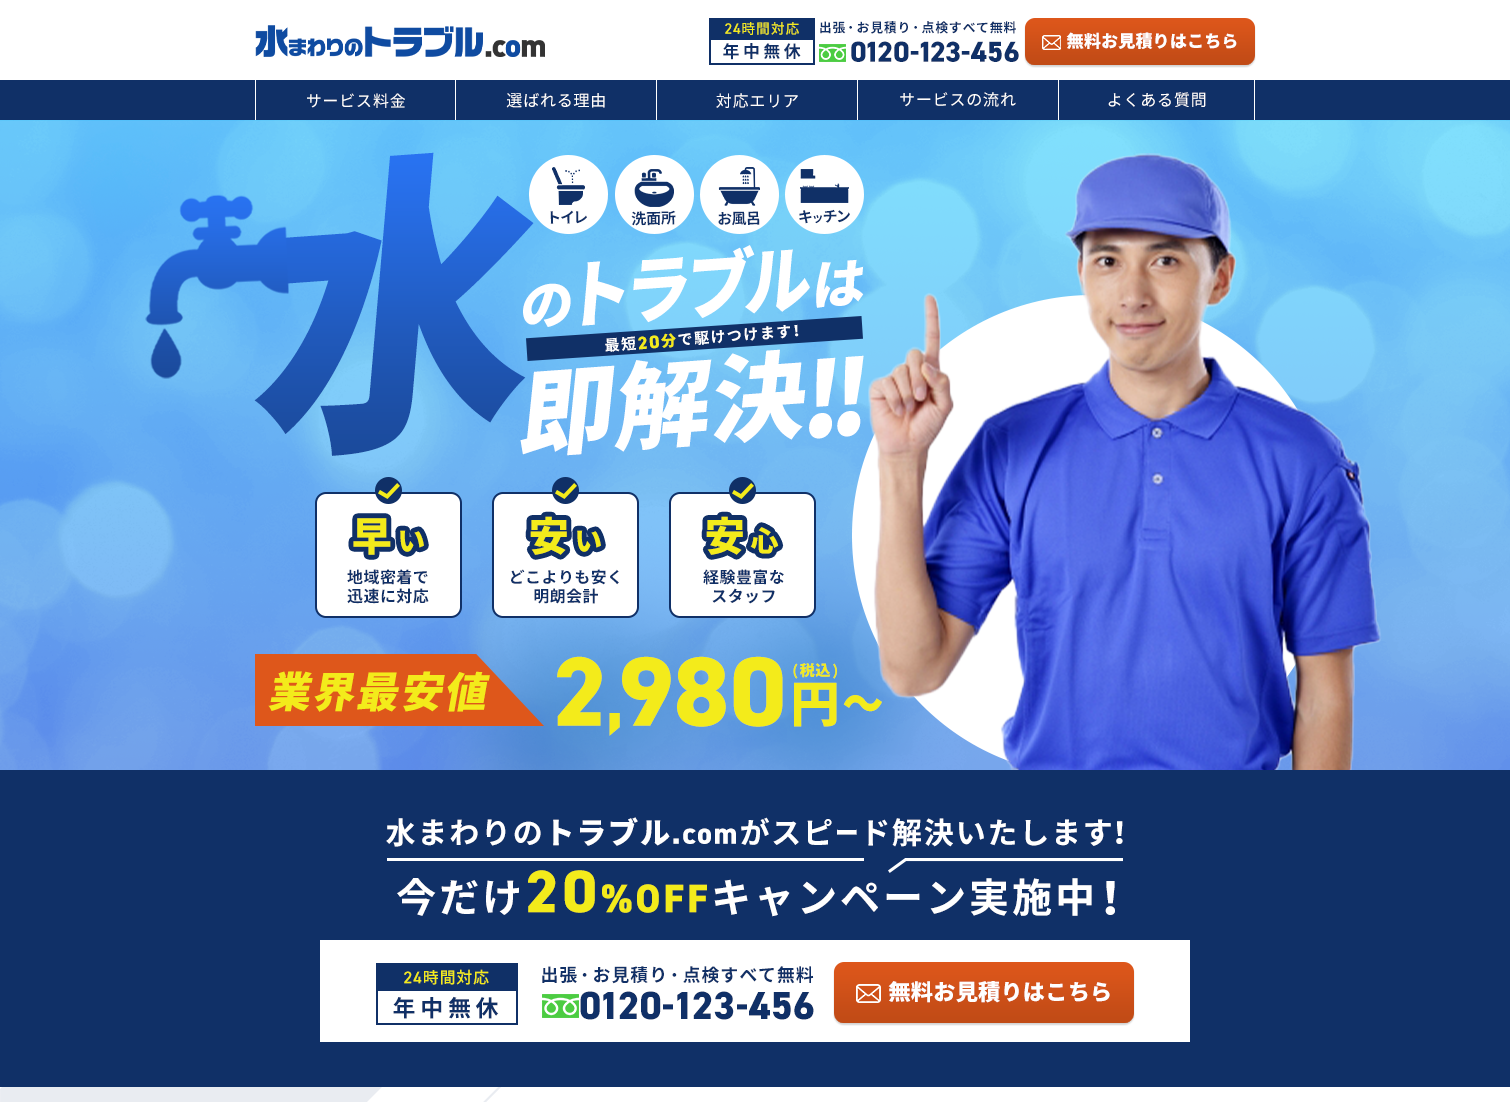 水まわりのトラブル.com
24時間対応
年中無休
出張・お見積り・点検すべて無料
0120-123-456
無料お見積りはこちら
サービス料金
選ばれる理由
対応エリア
サービスの流れ
よくある質問
トイレ
洗面所
お風呂
キッチン
水のトラブルは
最短20分で駆けつけます！
即解決!!
早い
地域密着で
迅速に対応
安い
どこよりも安く
明朗会計
安心
経験豊富な
スタッフ
業界最安値
2,980円〜
(税込)
水まわりのトラブル.comがスピード解決いたします！
今だけ20%OFFキャンペーン実施中！
24時間対応
年中無休
出張・お見積り・点検すべて無料
0120-123-456
無料お見積りはこちら